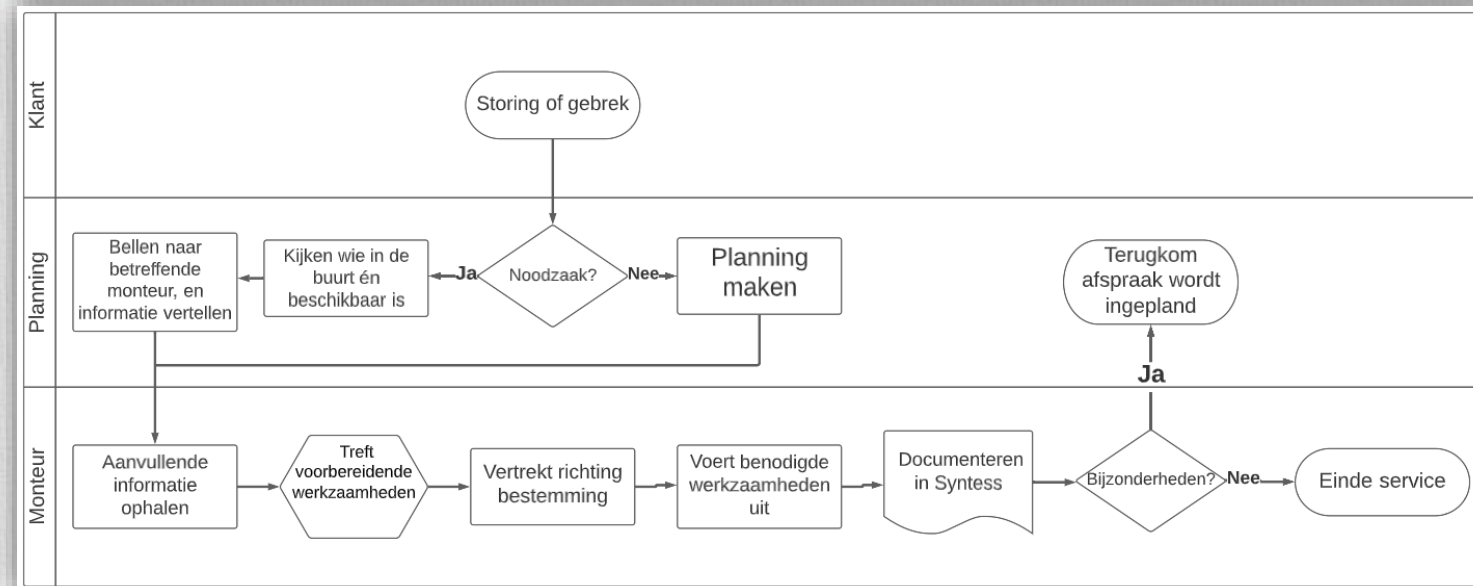 Klant
Storing of gebrek
Planning
Bellen naar
betreffende
monteur, en
informatie vertellen
Kijken wie in de
buurt én
beschikbaar is
Ja
Noodzaak?
Nee
Planning
maken
Terugkom
afspraak wordt
ingepland
Ja
Monteur
Aanvullende
informatie
ophalen
Treft
voorbereidende
werkzaamheden
Vertrekt richting
bestemming
Voert benodigde
werkzaamheden
uit
Documenteren
in Syntess
Bijzonderheden?
Nee
Einde service